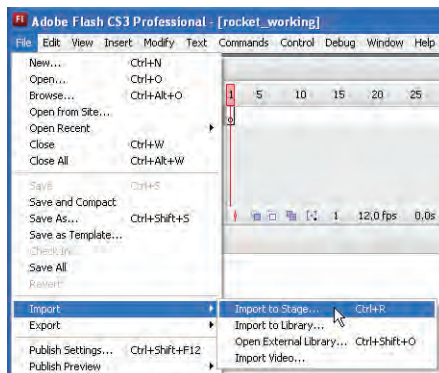 Adobe Flash CS3 Professional - [rocket_working]
File Edit View Insert Modify Text Commands Control Debug Window Help
New... Ctrl+N
Open... Ctrl+O
Browse... Ctrl+Alt+O
Open from Site...
Open Recent
Close Ctrl+W
Close All Ctrl+Alt+W
Save Ctrl+S
Save and Compact
Save As... Ctrl+Shift+S
Save as Template...
Check In...
Save All
Revert
Import
Export
Publish Settings... Ctrl+Shift+F12
Publish Preview
1 5 10 15 20 25
1 12.0 fps 0.0s
Import to Stage... Ctrl+R
Import to Library...
Open External Library... Ctrl+Shift+O
Import Video...